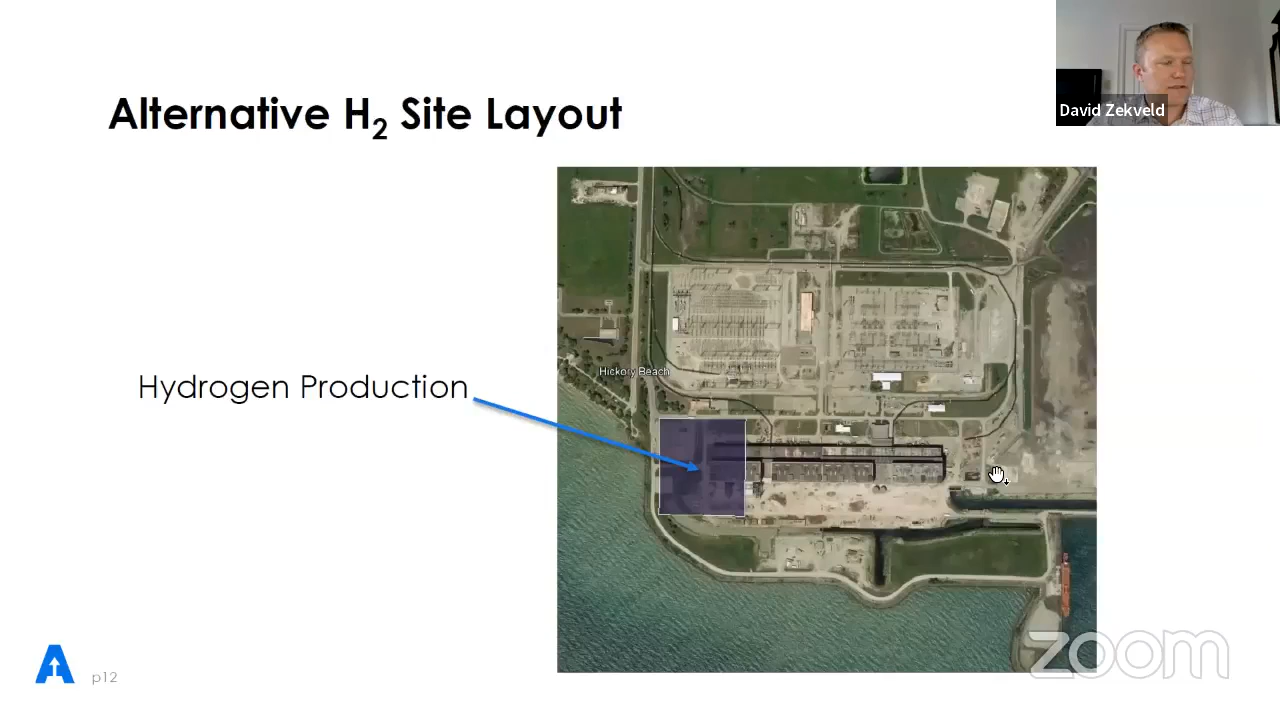 David Zekveld
Alternative H₂ Site Layout
Hickory Beach
Hydrogen Production
zoom
p12